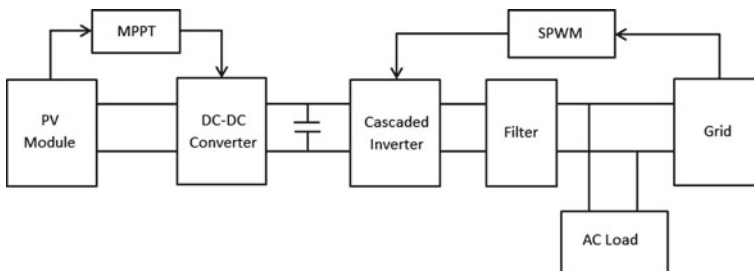 MPPT
SPWM
PV
Module
DC-DC
Converter
Cascaded
Inverter
Filter
Grid
AC Load